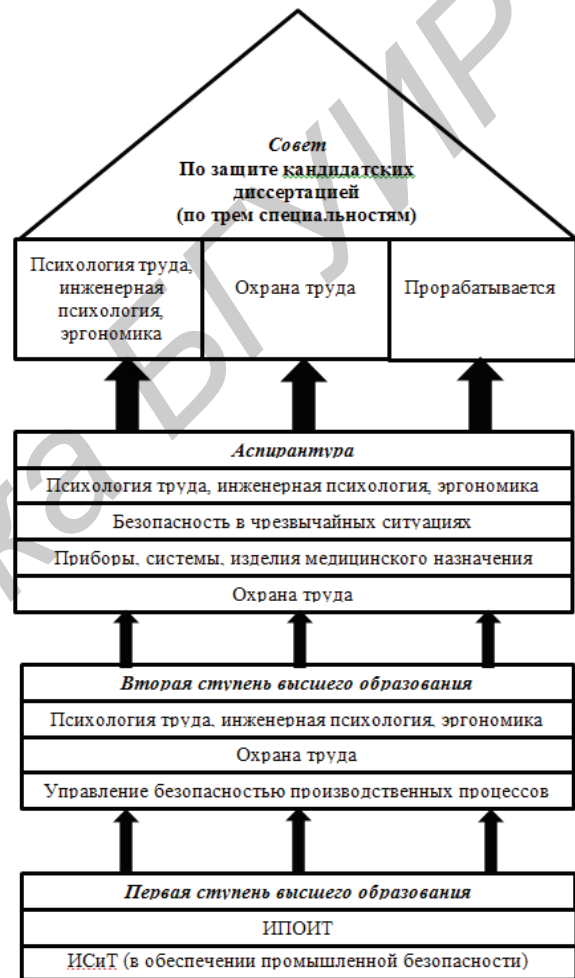 Совет
По защите кандидатских
диссертацией
(по трем специальностям)
Психология труда,
инженерная
психология,
эргономика
Охрана труда
Прорабатывается
Аспирантура
Психология труда, инженерная психология, эргономика
Безопасность в чрезвычайных ситуациях
Приборы, системы, изделия медицинского назначения
Охрана труда
Вторая ступень высшего образования
Психология труда, инженерная психология, эргономика
Охрана труда
Управление безопасностью производственных процессов
Первая ступень высшего образования
ИПОИТ
ИСиТ (в обеспечении промышленной безопасности)
ка БГУИР